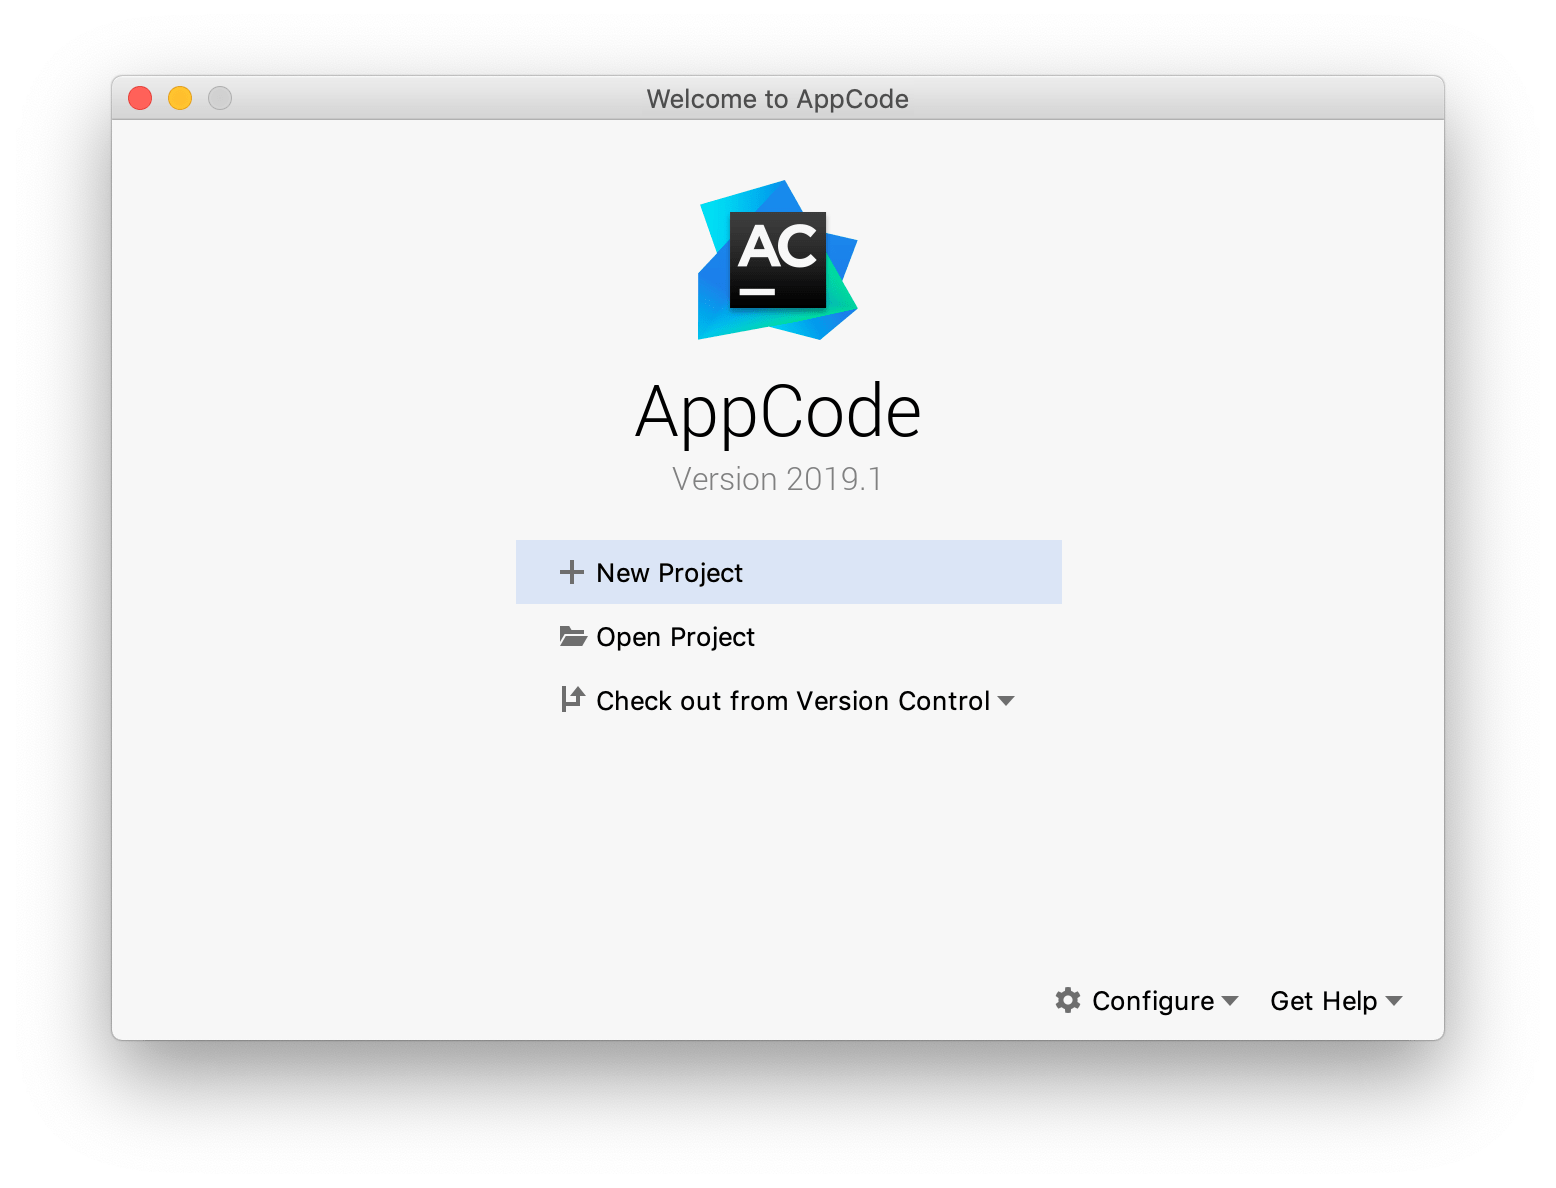 Welcome to AppCode
AC
AppCode
Version 2019.1
New Project
Open Project
Check out from Version Control
Configure
Get Help